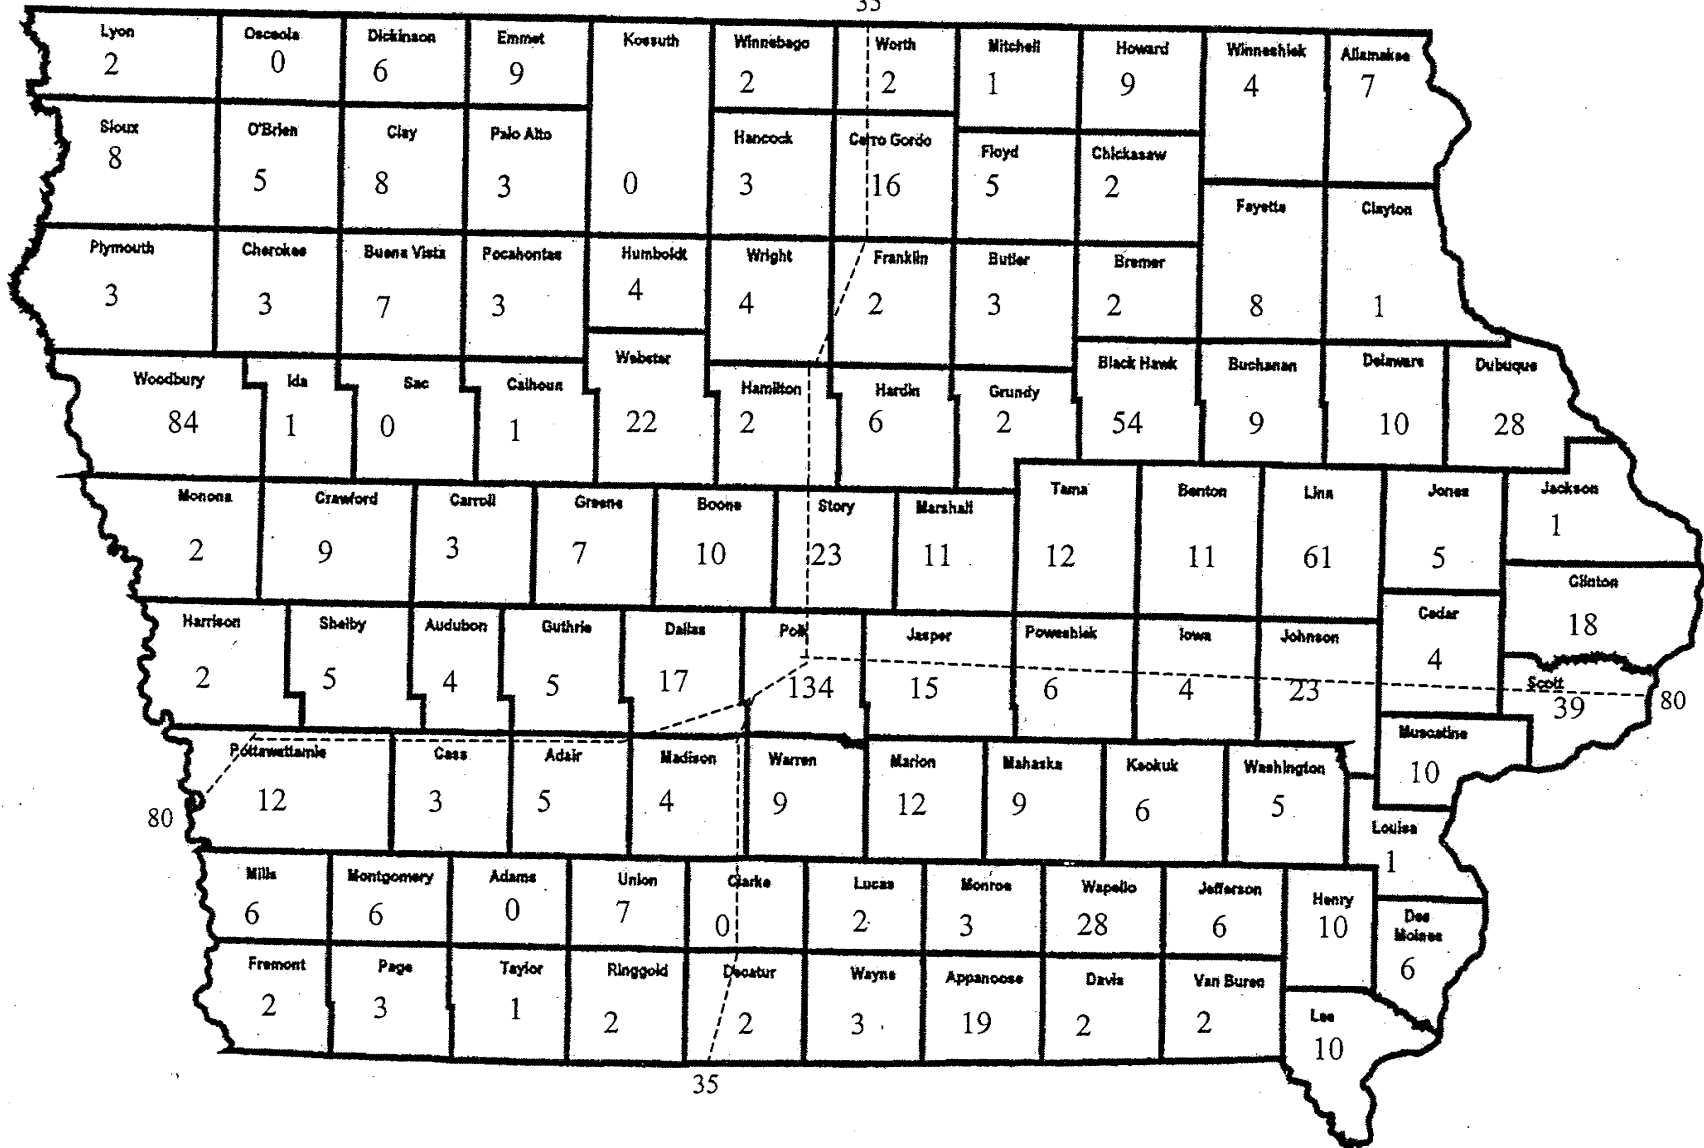 35
Lyon Osceola Dickinson Emmet Kossuth Winnebago Worth Mitchell Howard Winneshiek Allamakee
2 0 6 9 2 2 1 9 4 7
Sioux O'Brien Clay Palo Alto Hancock Cerro Gordo Floyd Chickasaw
8 5 8 3 0 3 16 5 2
Fayette Clayton
Plymouth Cherokee Buena Vista Pocahontas Humboldt Wright Franklin Butler Bremer
3 3 7 3 4 4 2 3 2 8 1
Woodbury Ida Sac Calhoun Webster Hamilton Hardin Grundy Black Hawk Buchanan Delaware Dubuque
84 1 0 1 22 2 6 2 54 9 10 28
Monona Crawford Carroll Greene Boone Story Marshall Tama Benton Linn Jones Jackson
2 9 3 7 10 23 11 12 11 61 5 1
Clinton
18
Harrison Shelby Audubon Guthrie Dallas Polk Jasper Poweshiek Iowa Johnson Cedar
2 5 4 5 17 134 15 6 4 23 4
Scott
39 80
Pottawattamie Cass Adair Madison Warren Marion Mahaska Keokuk Washington Muscatine
80 12 3 5 4 9 12 9 6 5 10
Louisa
1
Mills Montgomery Adams Union Clarke Lucas Monroe Wapello Jefferson Henry Des Moines
6 6 0 7 0 2 3 28 6 10 6
Fremont Page Taylor Ringgold Decatur Wayne Appanoose Davis Van Buren Lee
2 3 1 2 2 3 19 2 2 10
35